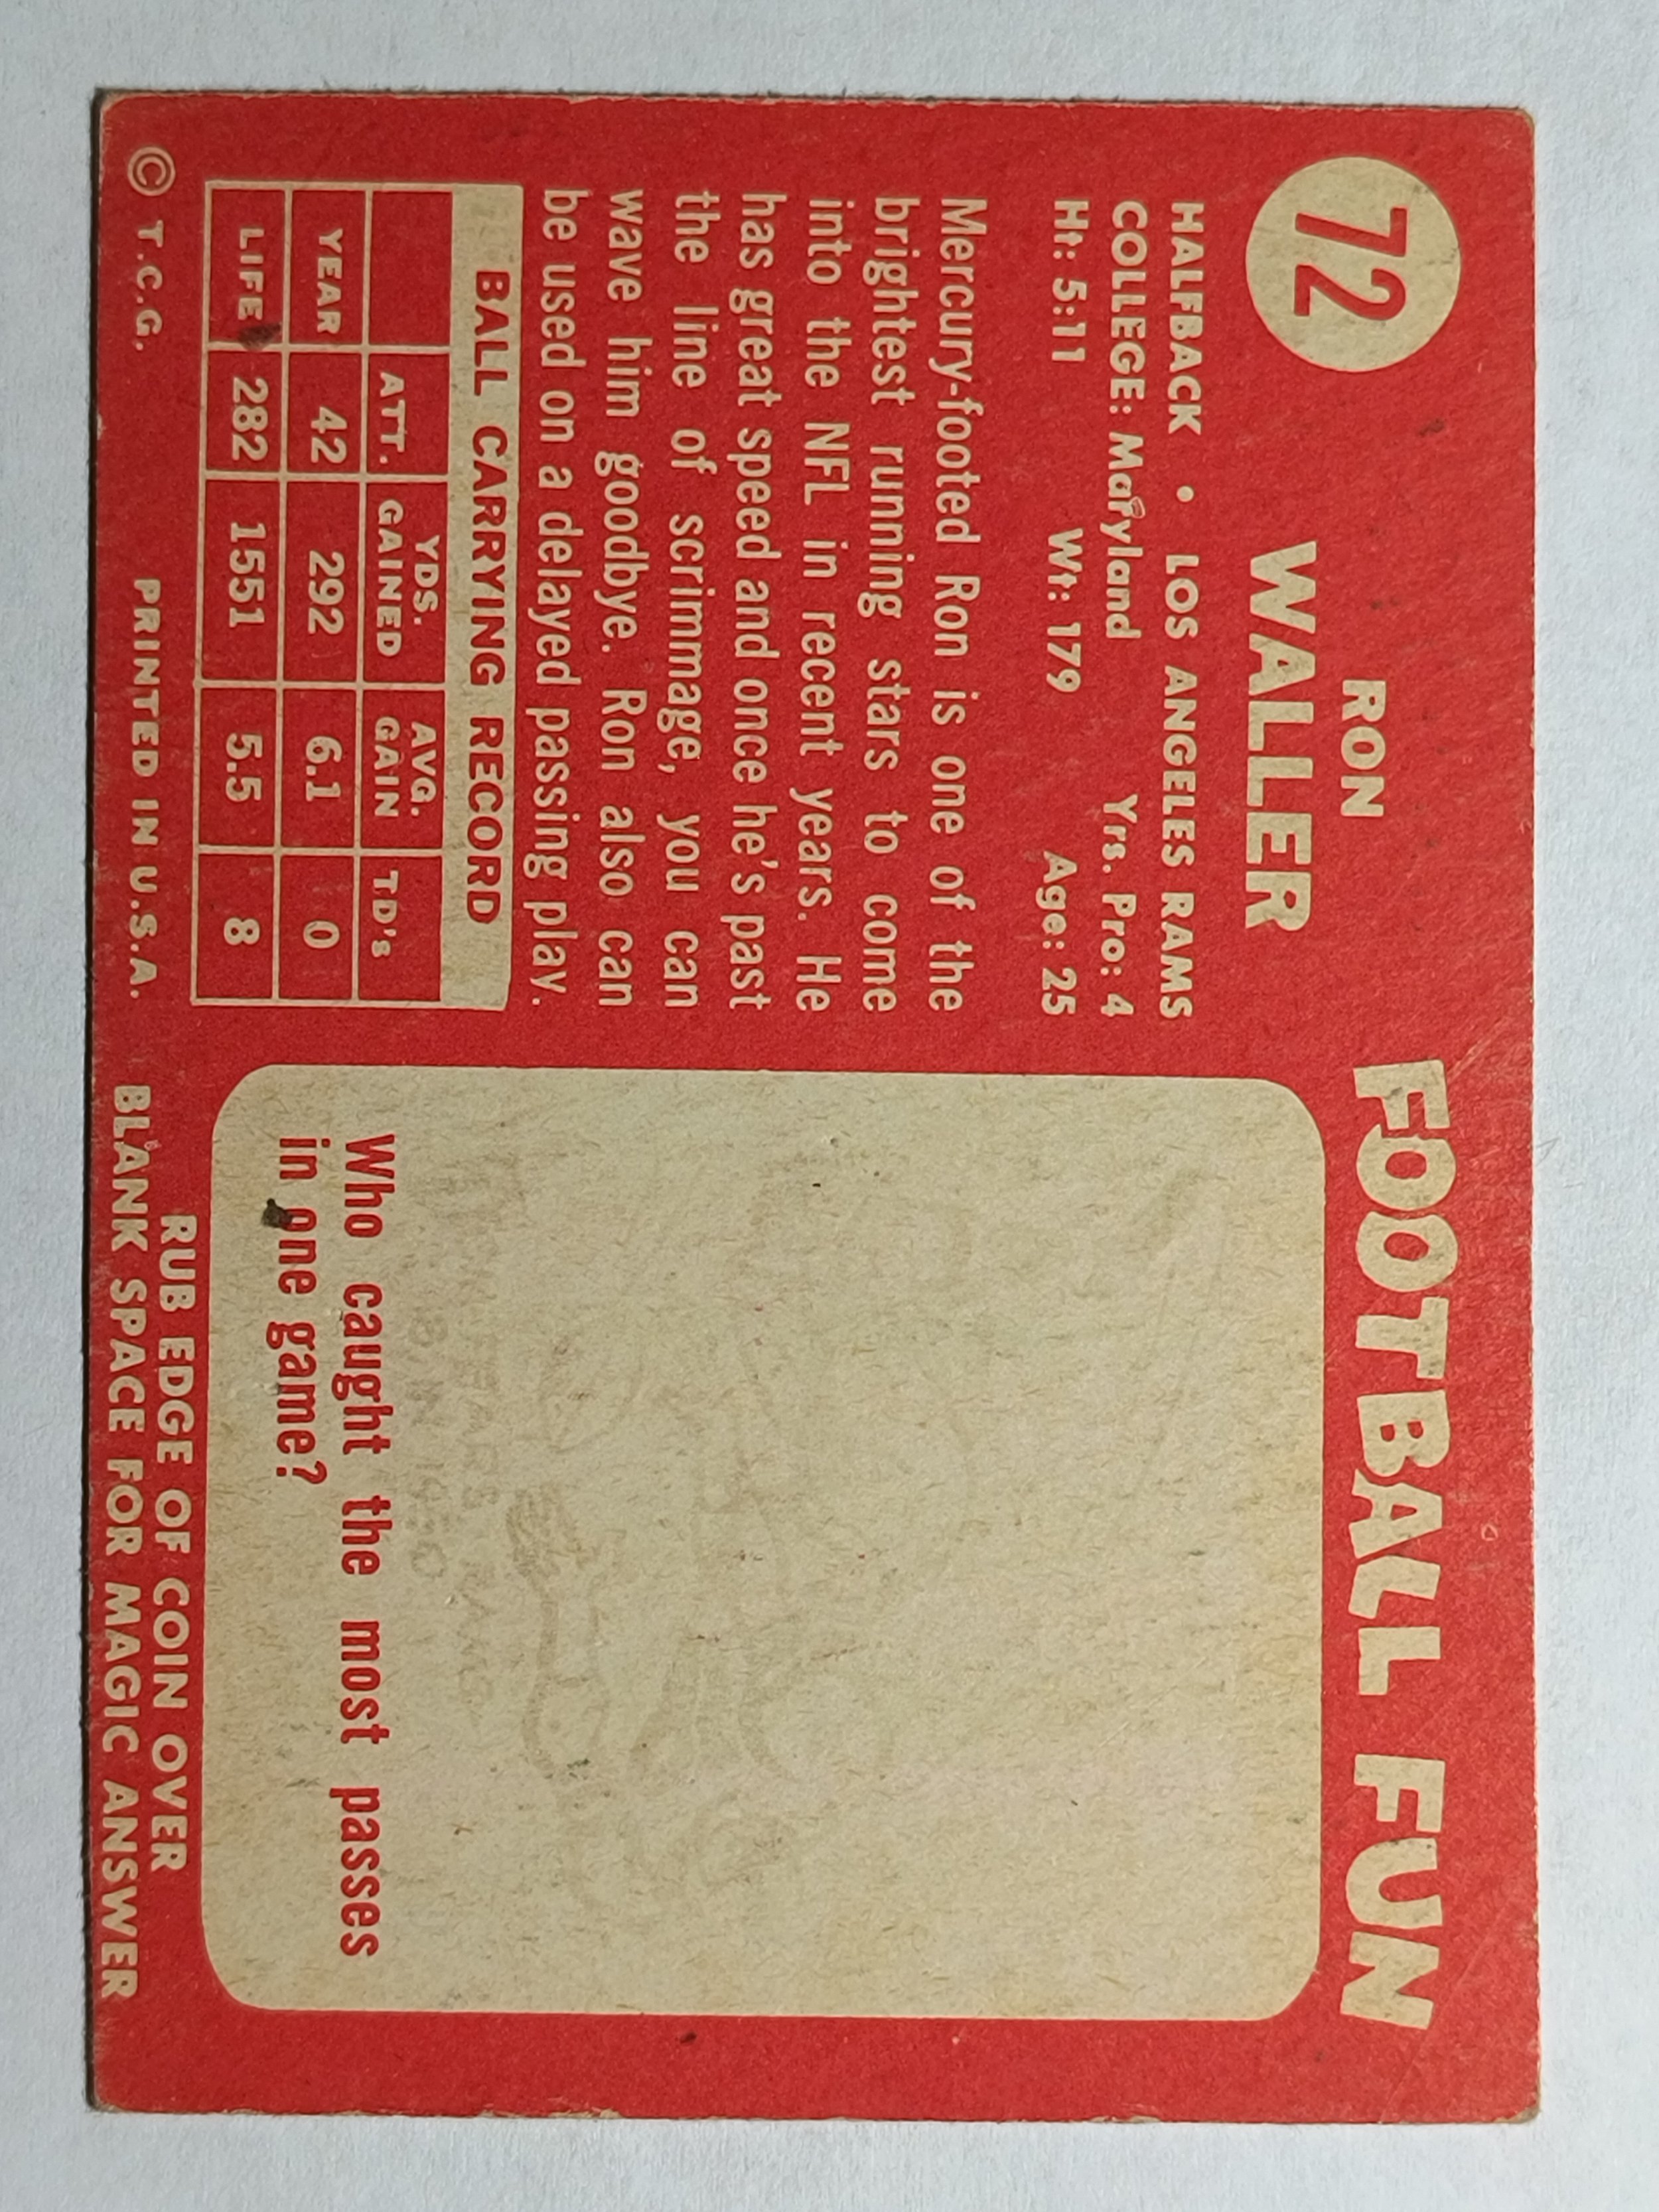 72
RON
WALLER
HALFBACK • LOS ANGELES RAMS
COLLEGE: Maryland Yrs. Pro: 4
Ht: 5:11 Wt: 179 Age: 25
Mercury-footed Ron is one of the
brightest running stars to come
into the NFL in recent years. He
has great speed and once he's past
the line of scrimmage, you can
wave him goodbye. Ron also can
be used on a delayed passing play.
BALL CARRYING RECORD
ATT. YDS. GAINED AVG. GAIN TD's
YEAR 42 292 6.1 0
LIFE 282 1551 5.5 8
© T.C.G. PRINTED IN U.S.A.
FOOTBALL FUN
Who caught the most passes
in one game?
RUB EDGE OF COIN OVER
BLANK SPACE FOR MAGIC ANSWER